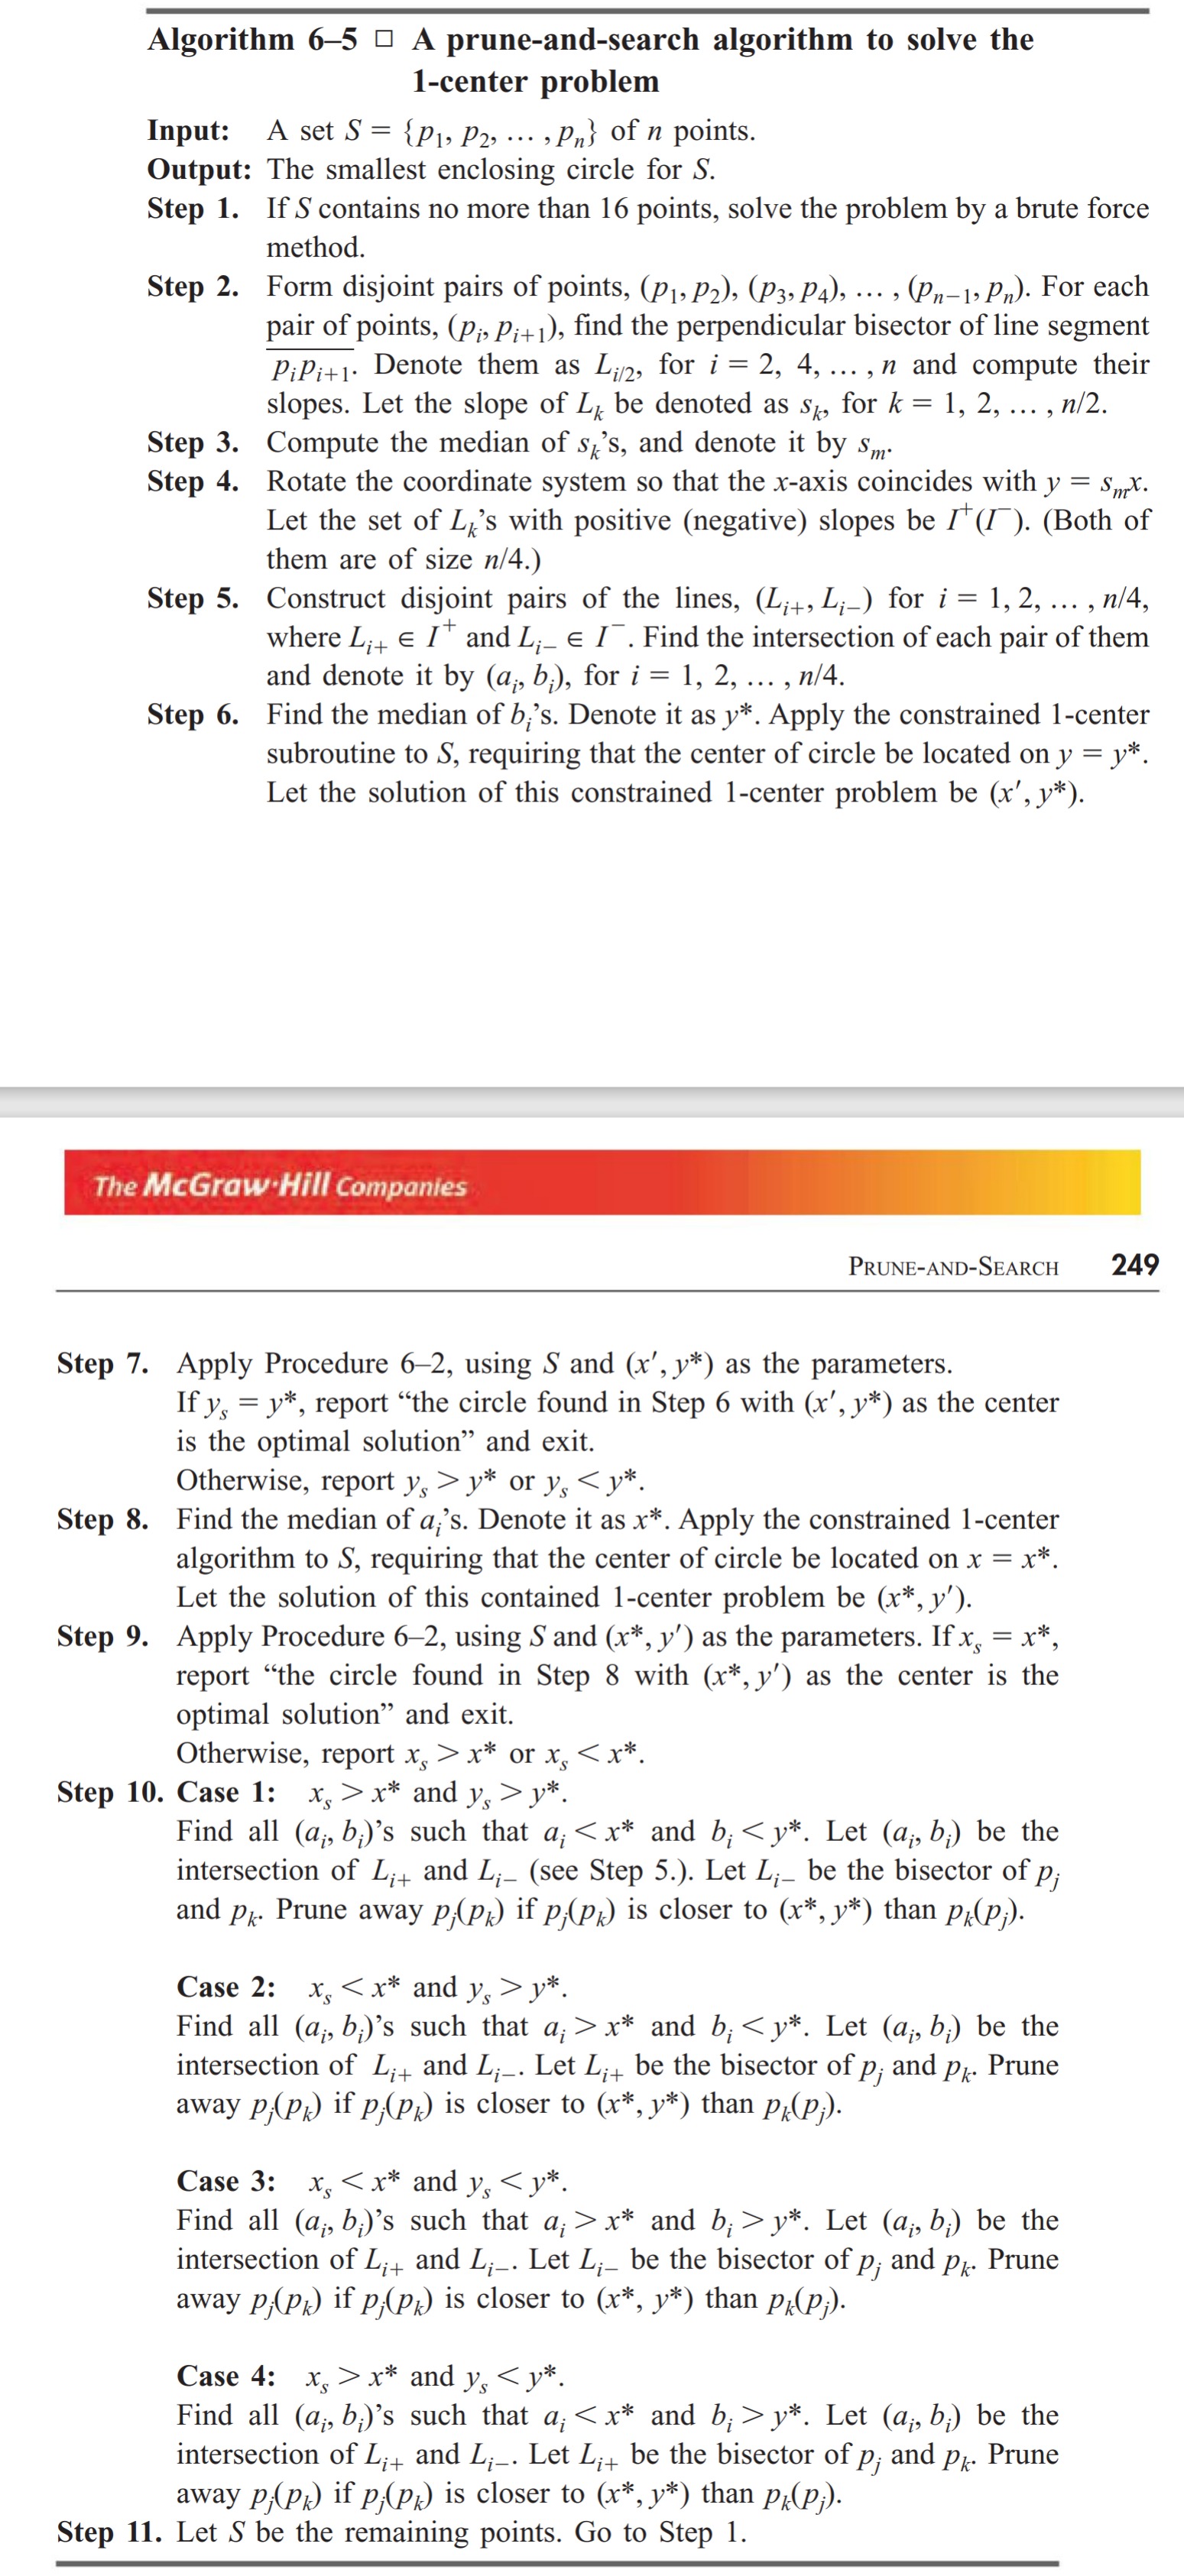 Algorithm 6–5 □ A prune-and-search algorithm to solve the
1-center problem
Input: A set S = {p₁, p₂, … , pₙ} of n points.
Output: The smallest enclosing circle for S.
Step 1. If S contains no more than 16 points, solve the problem by a brute force
method.
Step 2. Form disjoint pairs of points, (p₁, p₂), (p₃, p₄), … , (pₙ₋₁, pₙ). For each
pair of points, (pᵢ, pᵢ₊₁), find the perpendicular bisector of line segment
p̅ᵢp̅ᵢ₊₁. Denote them as L_{i/2}, for i = 2, 4, … , n and compute their
slopes. Let the slope of Lₖ be denoted as sₖ, for k = 1, 2, … , n/2.
Step 3. Compute the median of sₖ’s, and denote it by sₘ.
Step 4. Rotate the coordinate system so that the x-axis coincides with y = sₘx.
Let the set of Lₖ’s with positive (negative) slopes be I⁺(I⁻). (Both of
them are of size n/4.)
Step 5. Construct disjoint pairs of the lines, (Lᵢ₊, Lᵢ₋) for i = 1, 2, … , n/4,
where Lᵢ₊ ∈ I⁺ and Lᵢ₋ ∈ I⁻. Find the intersection of each pair of them
and denote it by (aᵢ, bᵢ), for i = 1, 2, … , n/4.
Step 6. Find the median of bᵢ’s. Denote it as y*. Apply the constrained 1-center
subroutine to S, requiring that the center of circle be located on y = y*.
Let the solution of this constrained 1-center problem be (x′, y*).
The McGraw·Hill Companies
PRUNE-AND-SEARCH 249
Step 7. Apply Procedure 6–2, using S and (x′, y*) as the parameters.
If yₛ = y*, report “the circle found in Step 6 with (x′, y*) as the center
is the optimal solution” and exit.
Otherwise, report yₛ > y* or yₛ < y*.
Step 8. Find the median of aᵢ’s. Denote it as x*. Apply the constrained 1-center
algorithm to S, requiring that the center of circle be located on x = x*.
Let the solution of this contained 1-center problem be (x*, y′).
Step 9. Apply Procedure 6–2, using S and (x*, y′) as the parameters. If xₛ = x*,
report “the circle found in Step 8 with (x*, y′) as the center is the
optimal solution” and exit.
Otherwise, report xₛ > x* or xₛ < x*.
Step 10. Case 1: xₛ > x* and yₛ > y*.
Find all (aᵢ, bᵢ)’s such that aᵢ < x* and bᵢ < y*. Let (aᵢ, bᵢ) be the
intersection of Lᵢ₊ and Lᵢ₋ (see Step 5.). Let Lᵢ₋ be the bisector of pⱼ
and pₖ. Prune away pⱼ(pₖ) if pⱼ(pₖ) is closer to (x*, y*) than pₖ(pⱼ).
Case 2: xₛ < x* and yₛ > y*.
Find all (aᵢ, bᵢ)’s such that aᵢ > x* and bᵢ < y*. Let (aᵢ, bᵢ) be the
intersection of Lᵢ₊ and Lᵢ₋. Let Lᵢ₊ be the bisector of pⱼ and pₖ. Prune
away pⱼ(pₖ) if pⱼ(pₖ) is closer to (x*, y*) than pₖ(pⱼ).
Case 3: xₛ < x* and yₛ < y*.
Find all (aᵢ, bᵢ)’s such that aᵢ > x* and bᵢ > y*. Let (aᵢ, bᵢ) be the
intersection of Lᵢ₊ and Lᵢ₋. Let Lᵢ₋ be the bisector of pⱼ and pₖ. Prune
away pⱼ(pₖ) if pⱼ(pₖ) is closer to (x*, y*) than pₖ(pⱼ).
Case 4: xₛ > x* and yₛ < y*.
Find all (aᵢ, bᵢ)’s such that aᵢ < x* and bᵢ > y*. Let (aᵢ, bᵢ) be the
intersection of Lᵢ₊ and Lᵢ₋. Let Lᵢ₊ be the bisector of pⱼ and pₖ. Prune
away pⱼ(pₖ) if pⱼ(pₖ) is closer to (x*, y*) than pₖ(pⱼ).
Step 11. Let S be the remaining points. Go to Step 1.